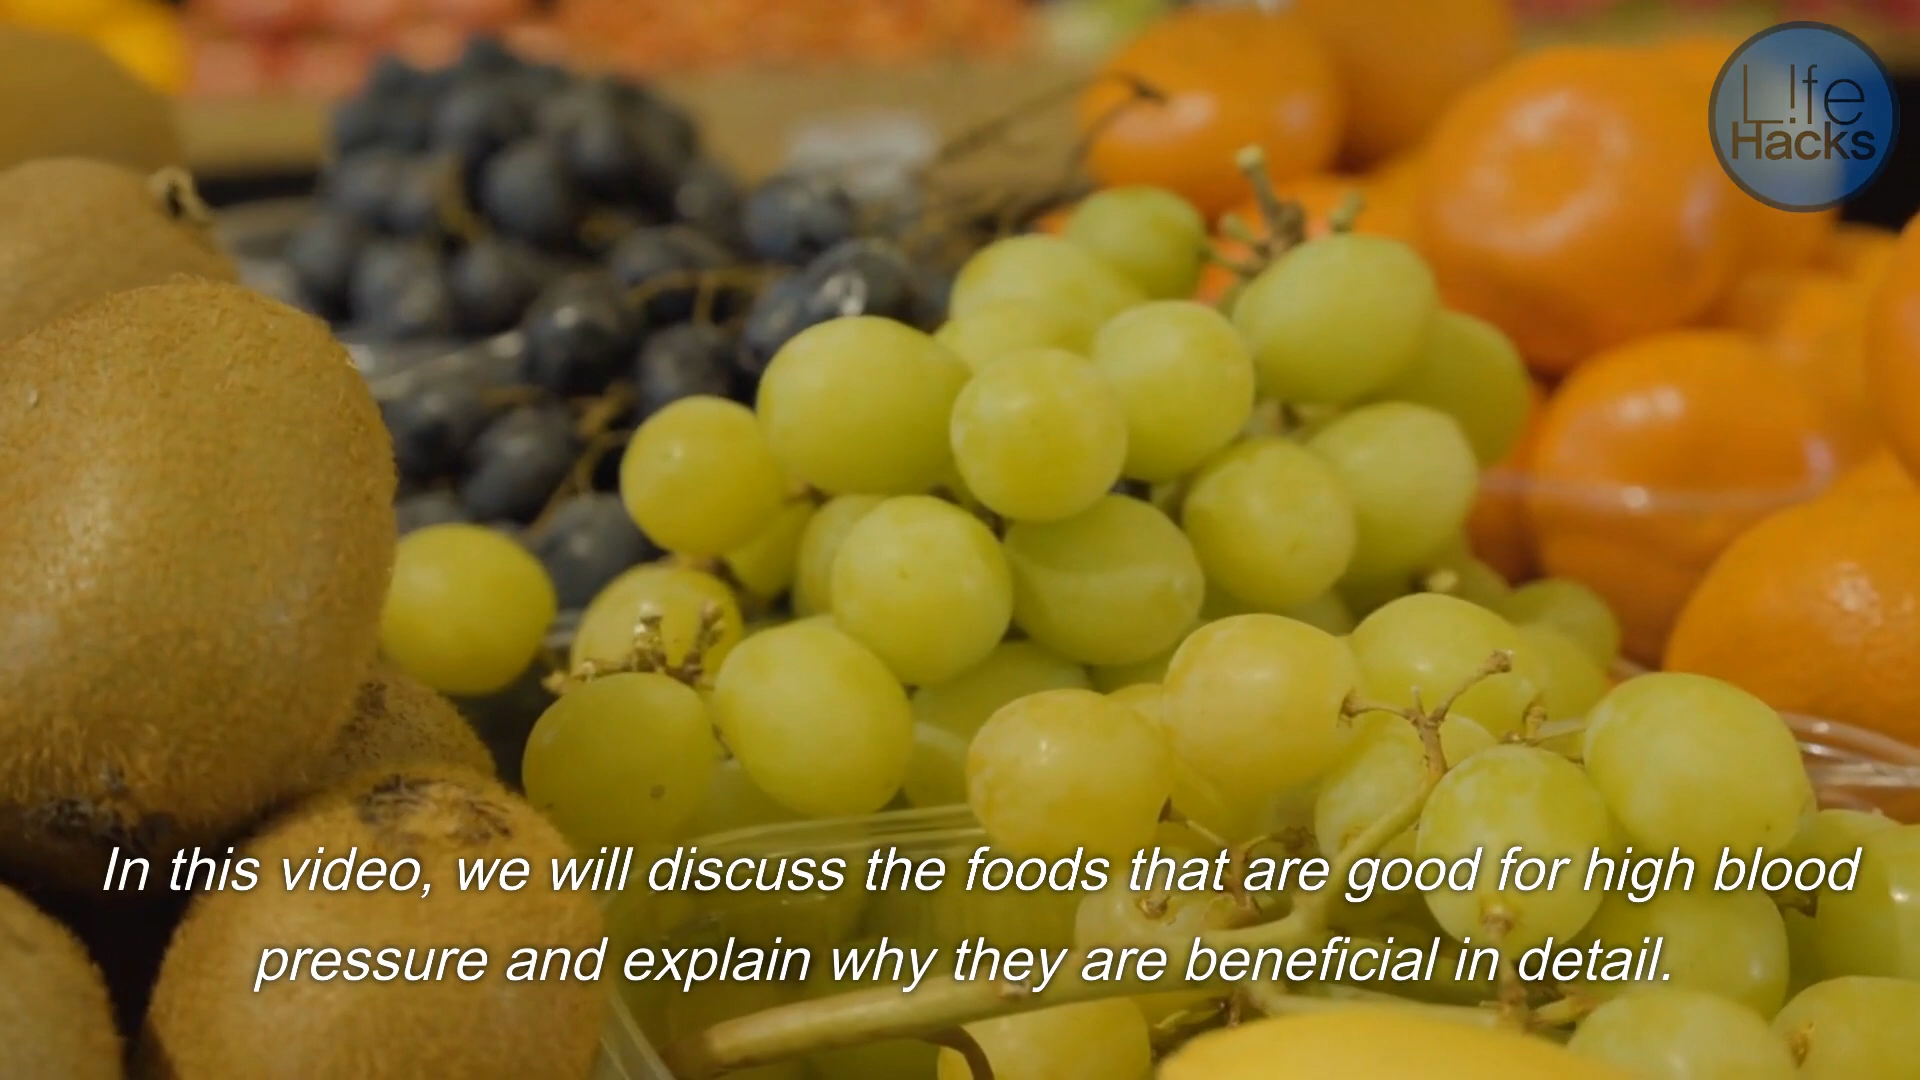 L!fe
Hacks
In this video, we will discuss the foods that are good for high blood
pressure and explain why they are beneficial in detail.